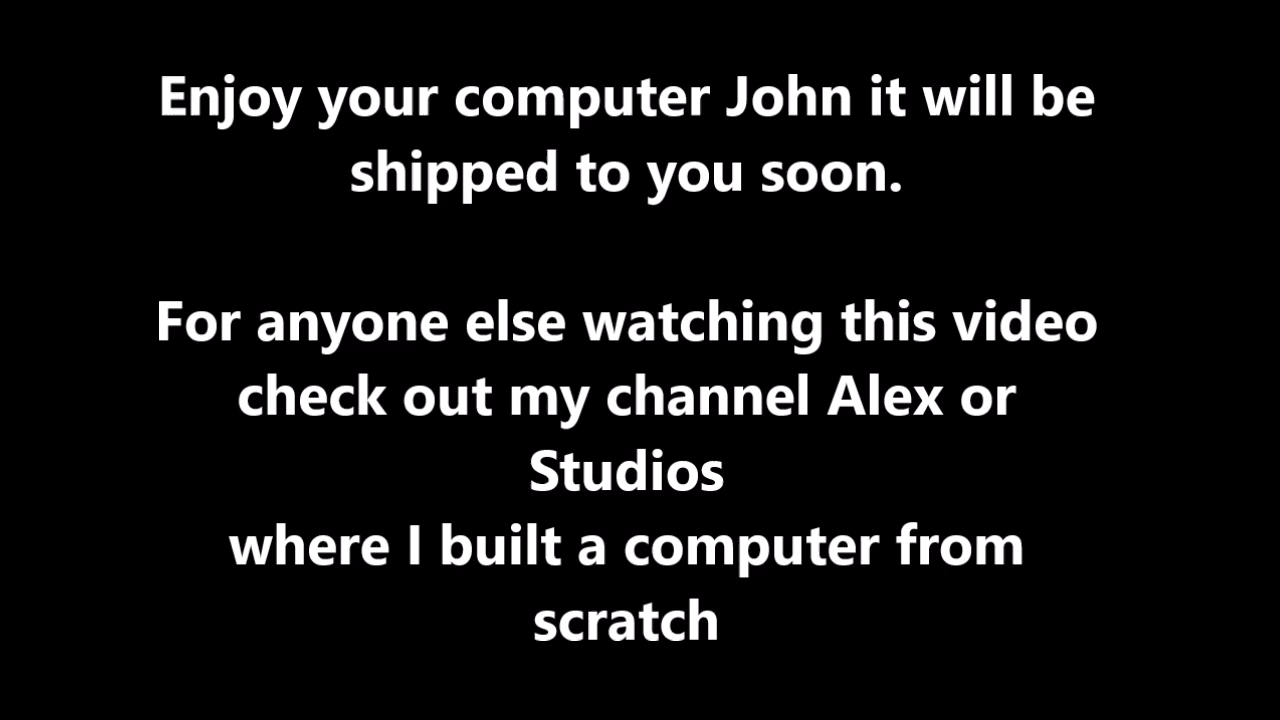 Enjoy your computer John it will be
shipped to you soon.
For anyone else watching this video
check out my channel Alex or
Studios
where I built a computer from
scratch